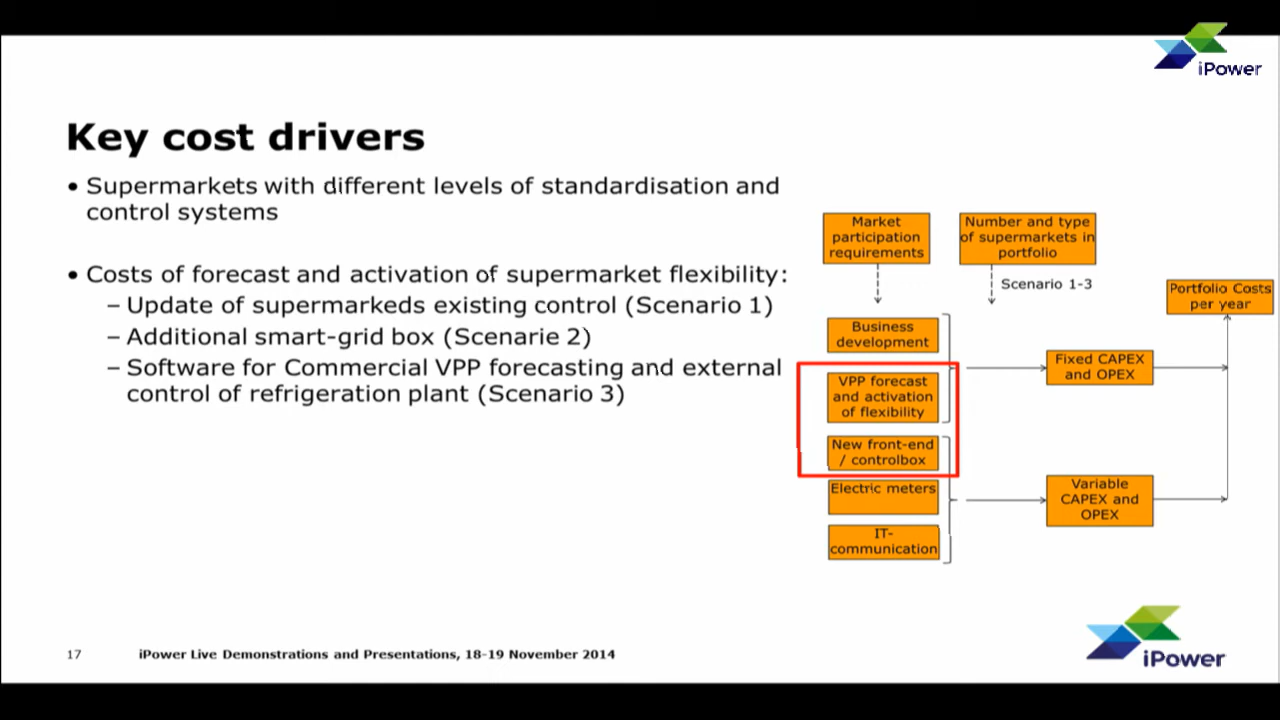 iPower
Key cost drivers
• Supermarkets with different levels of standardisation and
control systems
• Costs of forecast and activation of supermarket flexibility:
– Update of supermarkeds existing control (Scenario 1)
– Additional smart-grid box (Scenarie 2)
– Software for Commercial VPP forecasting and external
control of refrigeration plant (Scenario 3)
Market
participation
requirements
Number and type
of supermarkets in
portfolio
Scenario 1-3
Portfolio Costs
per year
Business
development
Fixed CAPEX
and OPEX
VPP forecast
and activation
of flexibility
New front-end
/ controlbox
Electric meters
Variable
CAPEX and
OPEX
IT-
communication
17
iPower Live Demonstrations and Presentations, 18-19 November 2014
iPower